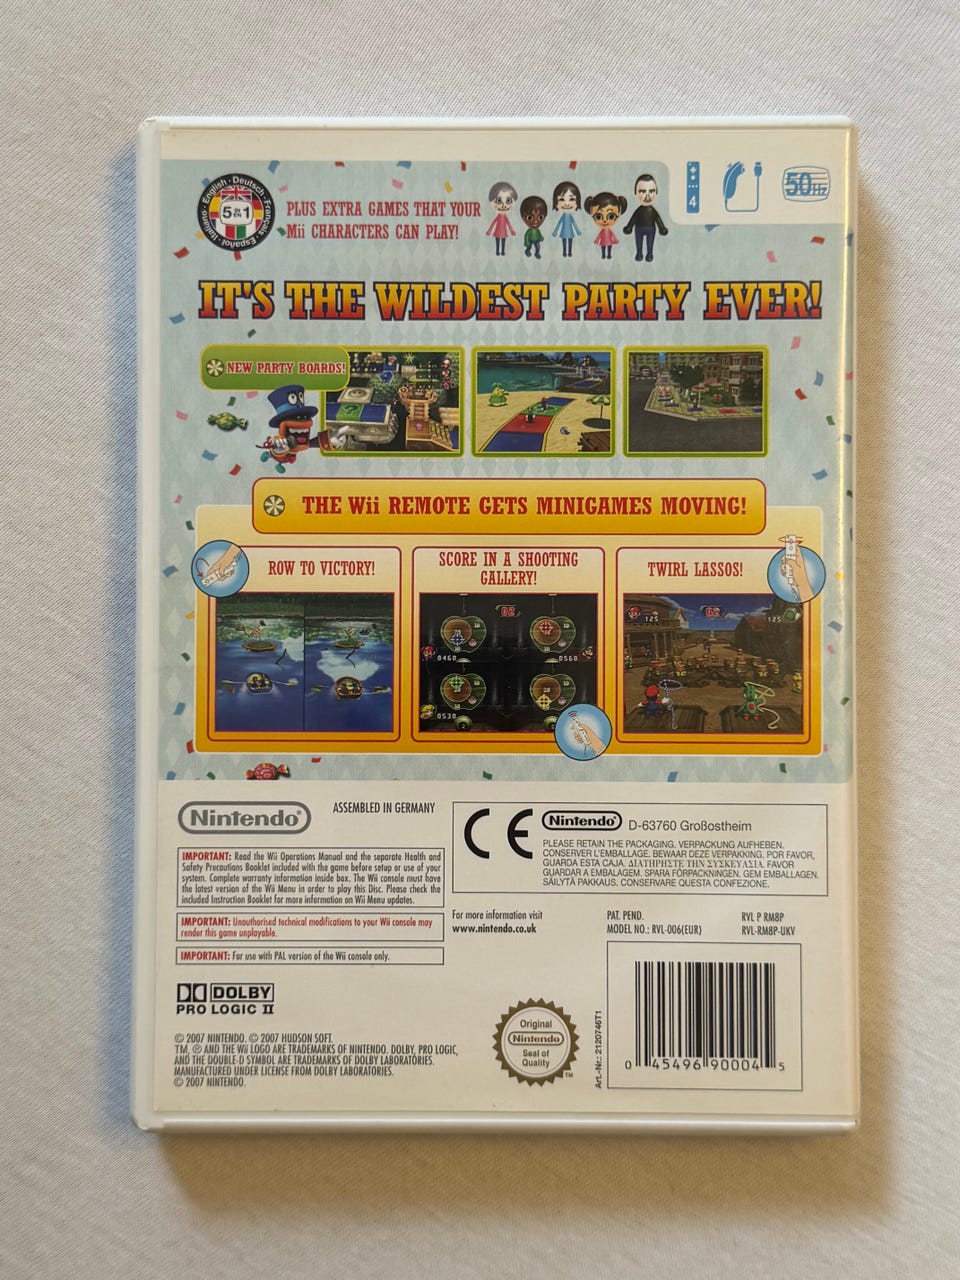 English · Deutsch · Français · Español · Italiano
5 IN 1
PLUS EXTRA GAMES THAT YOUR
Mii CHARACTERS CAN PLAY!
4
50Hz
IT'S THE WILDEST PARTY EVER!
NEW PARTY BOARDS!
THE Wii REMOTE GETS MINIGAMES MOVING!
ROW TO VICTORY!
SCORE IN A SHOOTING
GALLERY!
TWIRL LASSOS!
02
0460
0560
0530
02
125
125
Nintendo®
ASSEMBLED IN GERMANY
IMPORTANT: Read the Wii Operations Manual and the separate Health and
Safety Precautions Booklet included with the game before setup or use of your
system. Complete warranty information inside box. The Wii console must have
the latest version of the Wii Menu in order to play this Disc. Please check the
included Instruction Booklet for more information on Wii Menu updates.
IMPORTANT: Unauthorised technical modifications to your Wii console may
render this game unplayable.
IMPORTANT: For use with PAL version of the Wii console only.
DOLBY
PRO LOGIC II
© 2007 NINTENDO. © 2007 HUDSON SOFT.
TM, ® AND THE Wii LOGO ARE TRADEMARKS OF NINTENDO. DOLBY, PRO LOGIC,
AND THE DOUBLE-D SYMBOL ARE TRADEMARKS OF DOLBY LABORATORIES.
MANUFACTURED UNDER LICENSE FROM DOLBY LABORATORIES.
© 2007 NINTENDO.
CE
Nintendo® D-63760 Großostheim
PLEASE RETAIN THE PACKAGING. VERPACKUNG AUFHEBEN.
CONSERVER L'EMBALLAGE. BEWAAR DEZE VERPAKKING. POR FAVOR,
GUARDA ESTA CAJA. ΔΙΑΤΗΡΗΣΤΕ ΤΗΝ ΣΥΣΚΕΥΑΣΙΑ. FAVOR
GUARDAR A EMBALAGEM. SPARA FÖRPACKNINGEN. GEM EMBALLAGEN.
SÄILYTÄ PAKKAUS. CONSERVARE QUESTA CONFEZIONE.
For more information visit
www.nintendo.co.uk
PAT. PEND.
MODEL NO.: RVL-006(EUR)
RVL P RM8P
RVL-RM8P-UKV
Original
Nintendo®
Seal of
Quality
TM
Art.-Nr.: 2120746T1
0 45496 90004 5